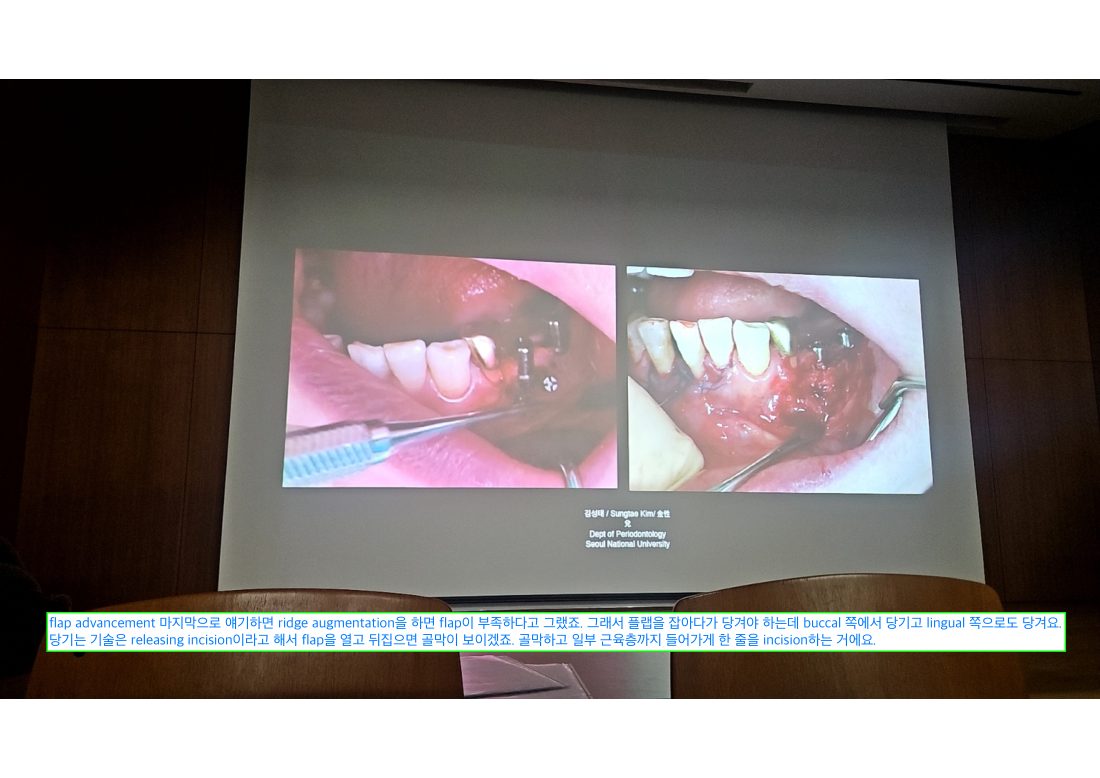 김성태 / Sungtae Kim/ 金性
兌
Dept of Periodontology
Seoul National University
flap advancement 마지막으로 얘기하면 ridge augmentation을 하면 flap이 부족하다고 그랬죠. 그래서 플랩을 잡아다가 당겨야 하는데 buccal 쪽에서 당기고 lingual 쪽으로도 당겨요.
당기는 기술은 releasing incision이라고 해서 flap을 열고 뒤집으면 골막이 보이겠죠. 골막하고 일부 근육층까지 들어가게 한 줄을 incision하는 거에요.